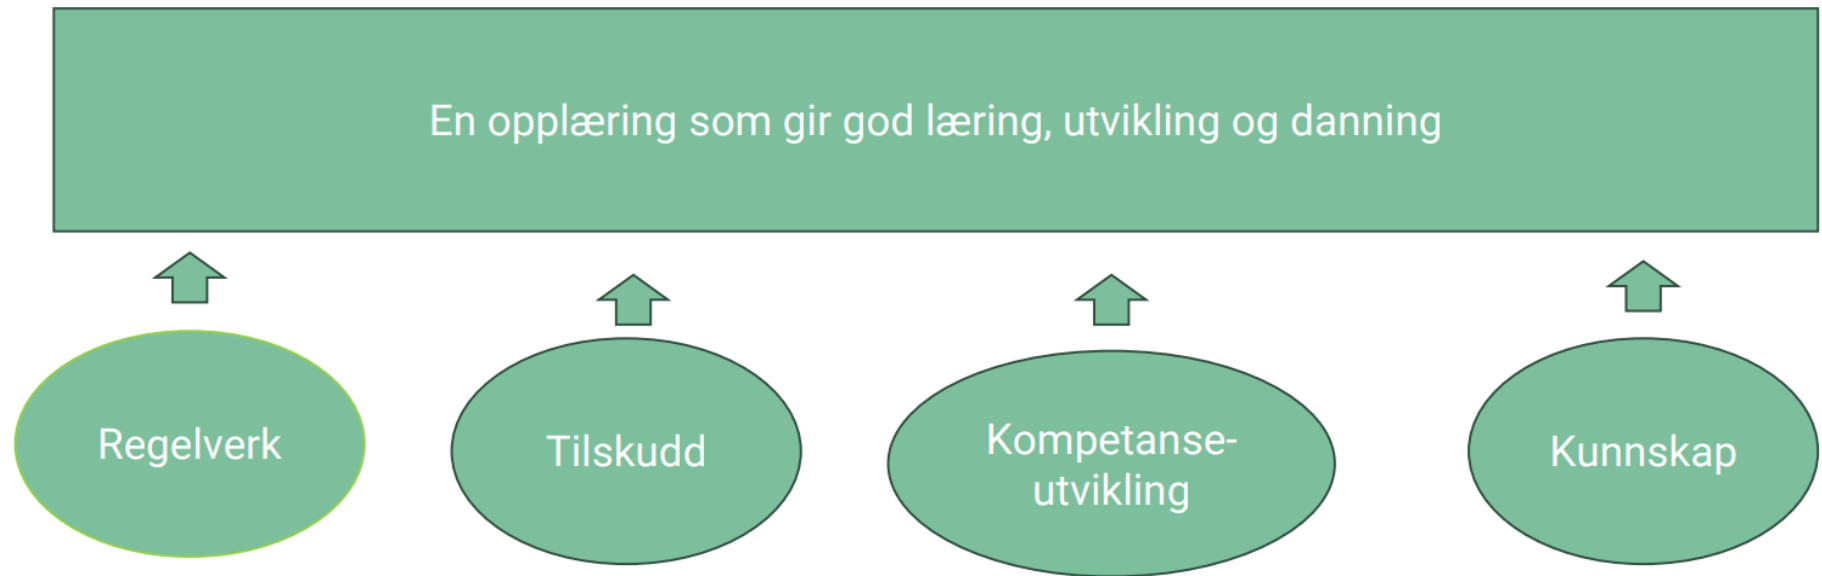 En opplæring som gir god læring, utvikling og danning
Regelverk
Tilskudd
Kompetanse-
utvikling
Kunnskap